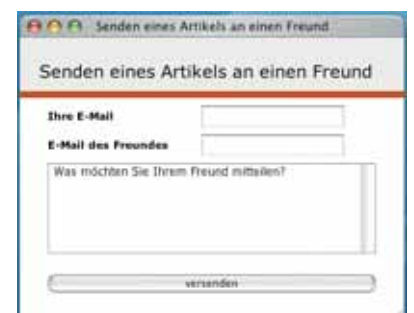 Senden eines Artikels an einen Freund
Senden eines Artikels an einen Freund
Ihre E-Mail
E-Mail des Freundes
Was möchten Sie Ihrem Freund mitteilen?
versenden